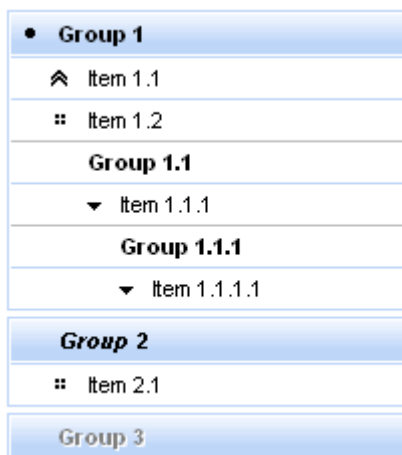 Group 1
Item 1.1
Item 1.2
Group 1.1
Item 1.1.1
Group 1.1.1
Item 1.1.1.1
Group 2
Item 2.1
Group 3